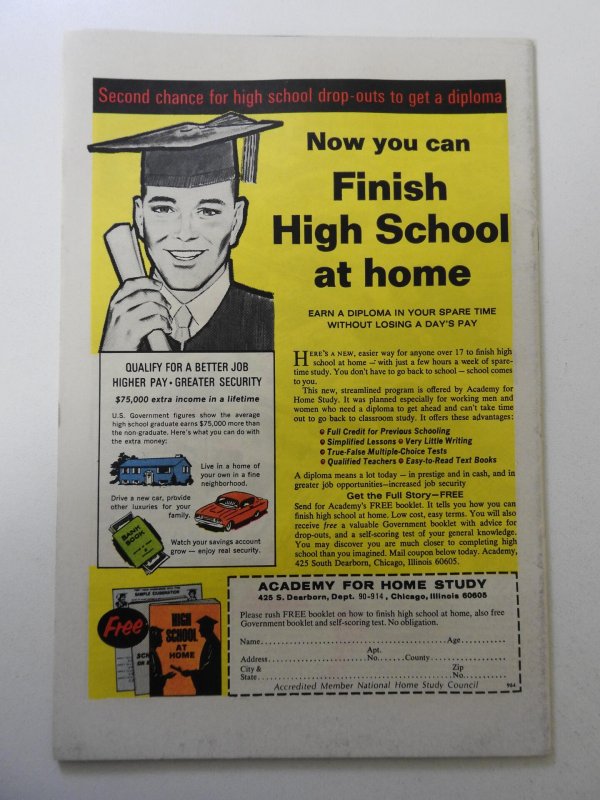 Second chance for high school drop-outs to get a diploma
Now you can
Finish
High School
at home
EARN A DIPLOMA IN YOUR SPARE TIME
WITHOUT LOSING A DAY'S PAY
QUALIFY FOR A BETTER JOB
HIGHER PAY • GREATER SECURITY
$75,000 extra income in a lifetime
U.S. Government figures show the average
high school graduate earns $75,000 more than
the non-graduate. Here's what you can do with
the extra money:
Live in a home of
your own in a fine
neighborhood.
Drive a new car, provide
other luxuries for your
family.
BANK
BOOK
Watch your savings account
grow — enjoy real security.
HERE'S A NEW, easier way for anyone over 17 to finish high
school at home — with just a few hours a week of spare-
time study. You don't have to go back to school — school comes
to you.
This new, streamlined program is offered by Academy for
Home Study. It was planned especially for working men and
women who need a diploma to get ahead and can't take time
out to go back to classroom study. It offers these advantages:
Full Credit for Previous Schooling
Simplified Lessons Very Little Writing
True-False Multiple-Choice Tests
Qualified Teachers Easy-to-Read Text Books
A diploma means a lot today — in prestige and in cash, and in
greater job opportunities—increased job security
Get the Full Story—FREE
Send for Academy's FREE booklet. It tells you how you can
finish high school at home. Low cost, easy terms. You will also
receive free a valuable Government booklet with advice for
drop-outs, and a self-scoring test of your general knowledge.
You may discover you are much closer to completing high
school than you imagined. Mail coupon below today. Academy,
425 South Dearborn, Chicago, Illinois 60605.
Free
SAMPLE EXAMINATION
HIGH
SCHOOL
AT HOME
ACADEMY FOR HOME STUDY
425 S. Dearborn, Dept. 90-914, Chicago, Illinois 60605
Please rush FREE booklet on how to finish high school at home, also free
Government booklet and self-scoring test. No obligation.
Name Age
Apt.
Address No. County
City & Zip
State No.
Accredited Member National Home Study Council 984